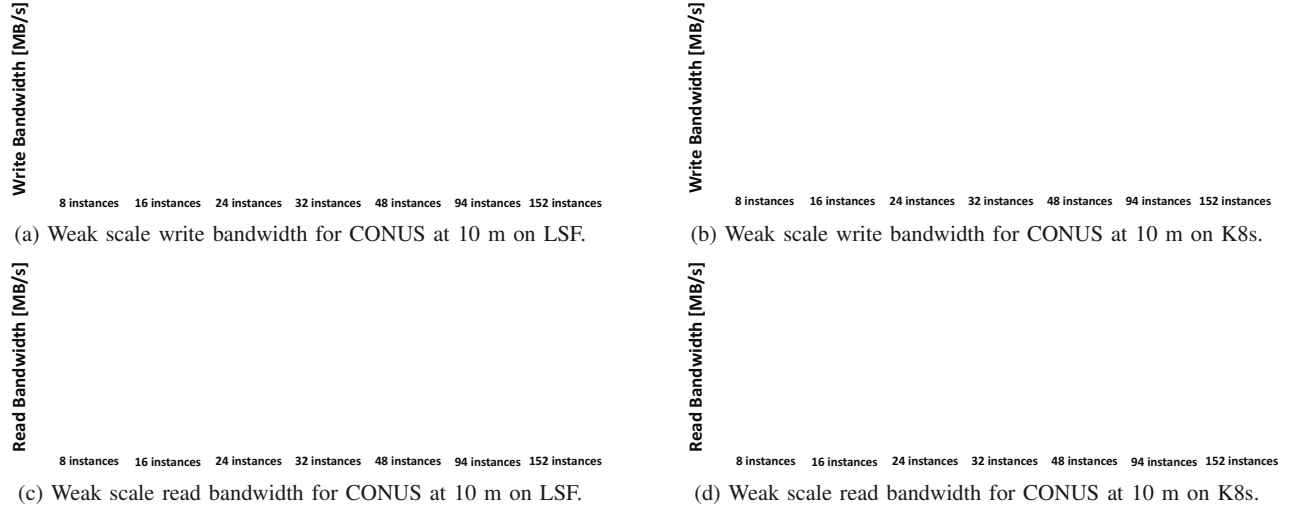 Write Bandwidth [MB/s]
8 instances 16 instances 24 instances 32 instances 48 instances 94 instances 152 instances
(a) Weak scale write bandwidth for CONUS at 10 m on LSF.
Write Bandwidth [MB/s]
8 instances 16 instances 24 instances 32 instances 48 instances 94 instances 152 instances
(b) Weak scale write bandwidth for CONUS at 10 m on K8s.
Read Bandwidth [MB/s]
8 instances 16 instances 24 instances 32 instances 48 instances 94 instances 152 instances
(c) Weak scale read bandwidth for CONUS at 10 m on LSF.
Read Bandwidth [MB/s]
8 instances 16 instances 24 instances 32 instances 48 instances 94 instances 152 instances
(d) Weak scale read bandwidth for CONUS at 10 m on K8s.